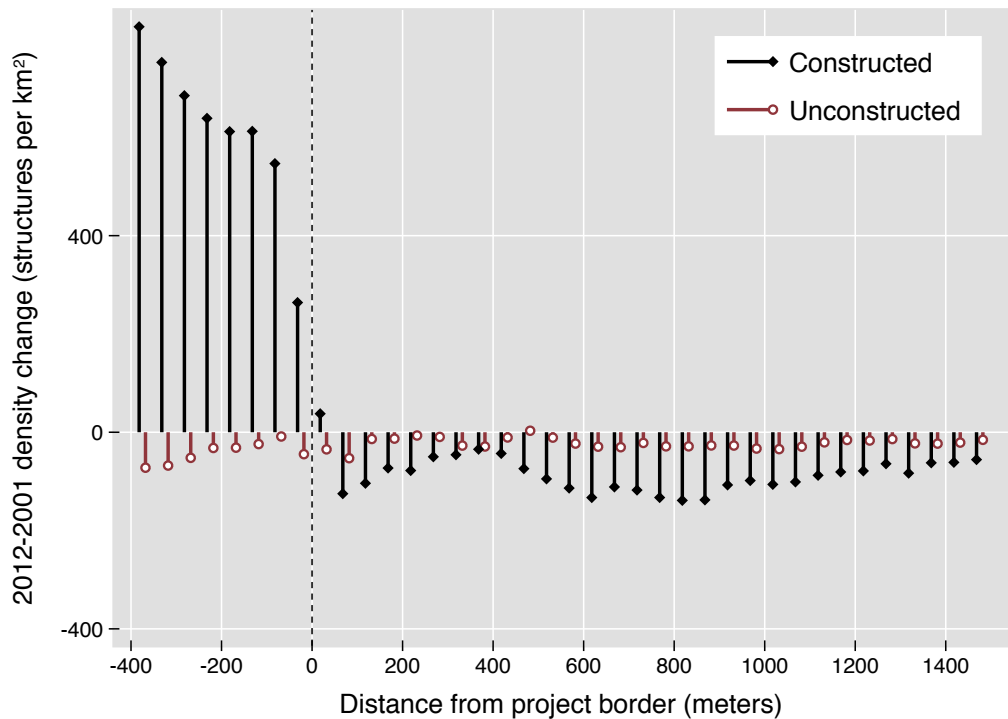 Constructed
Unconstructed
2012-2001 density change (structures per km²)
400
0
-400
-400 -200 0 200 400 600 800 1000 1200 1400
Distance from project border (meters)